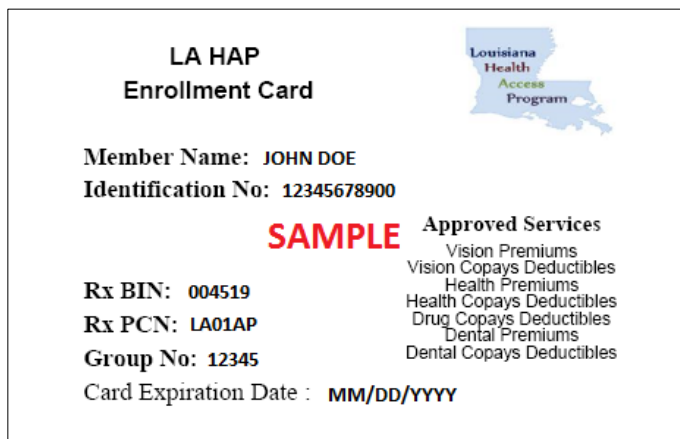 LA HAP
Enrollment Card
Louisiana
Health
Access
Program
Member Name: JOHN DOE
Identification No: 12345678900
SAMPLE
Approved Services
Vision Premiums
Vision Copays Deductibles
Health Premiums
Health Copays Deductibles
Drug Copays Deductibles
Dental Premiums
Dental Copays Deductibles
Rx BIN: 004519
Rx PCN: LA01AP
Group No: 12345
Card Expiration Date : MM/DD/YYYY